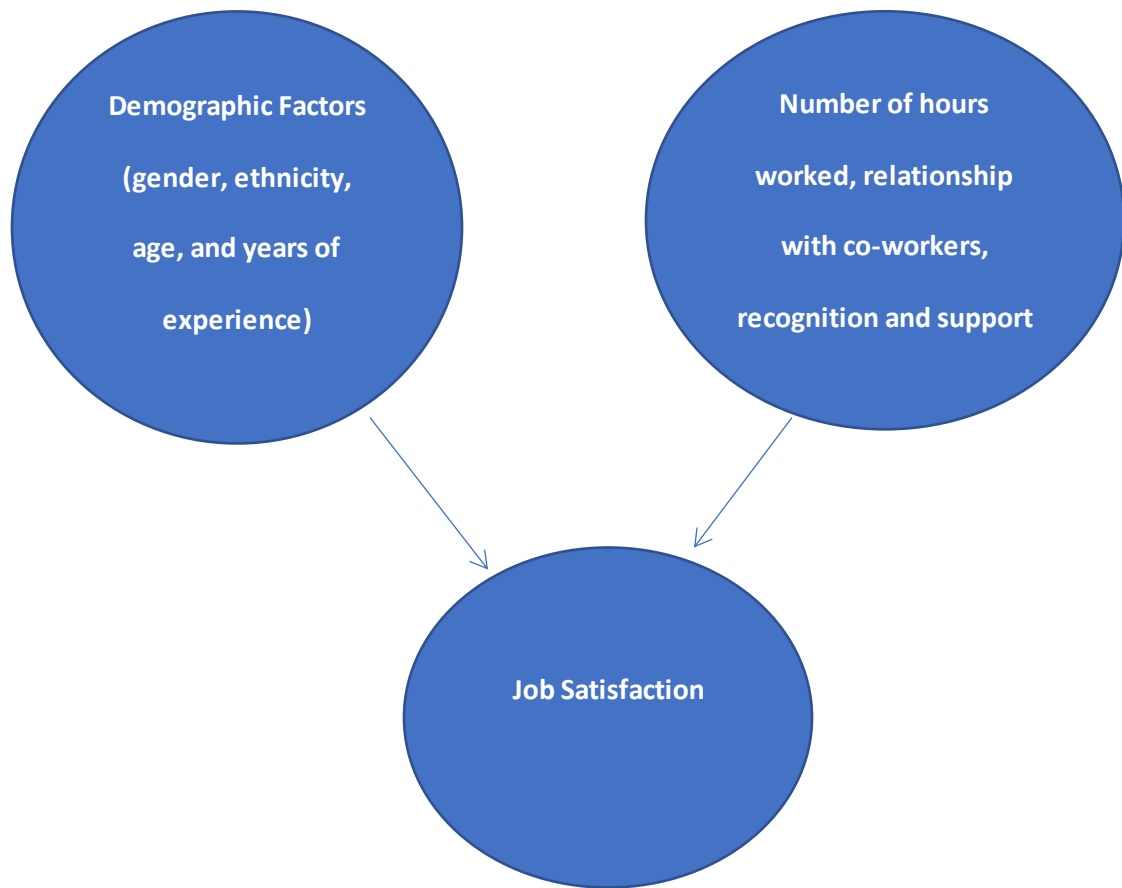 Demographic Factors
(gender, ethnicity,
age, and years of
experience)
Number of hours
worked, relationship
with co-workers,
recognition and support
Job Satisfaction